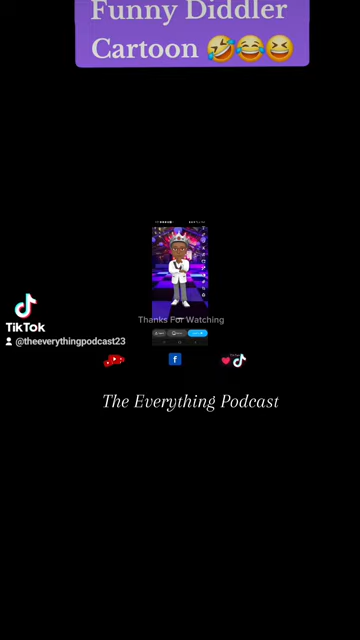 Funny Diddler
Cartoon 🤣😂😆
Thanks For Watching
TikTok
@theeverythingpodcast23
The Everything Podcast